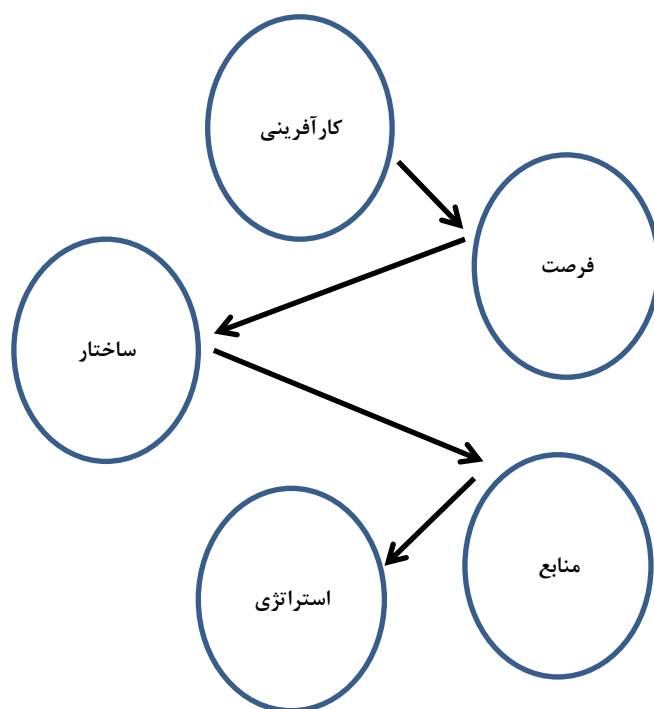 کارآفرینی
فرصت
ساختار
منابع
استراتژی